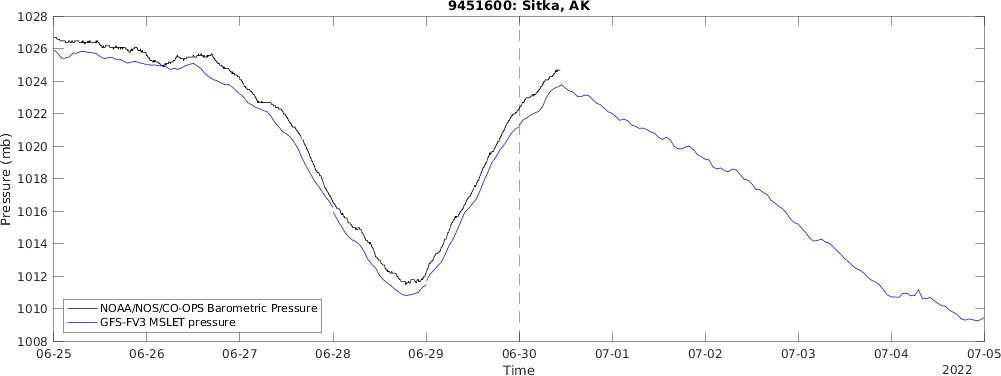 9451600: Sitka, AK
1028
1026
1024
1022
1020
1018
1016
1014
1012
1010
1008
Pressure (mb)
NOAA/NOS/CO-OPS Barometric Pressure
GFS-FV3 MSLET pressure
06-25 06-26 06-27 06-28 06-29 06-30 07-01 07-02 07-03 07-04 07-05
Time
2022